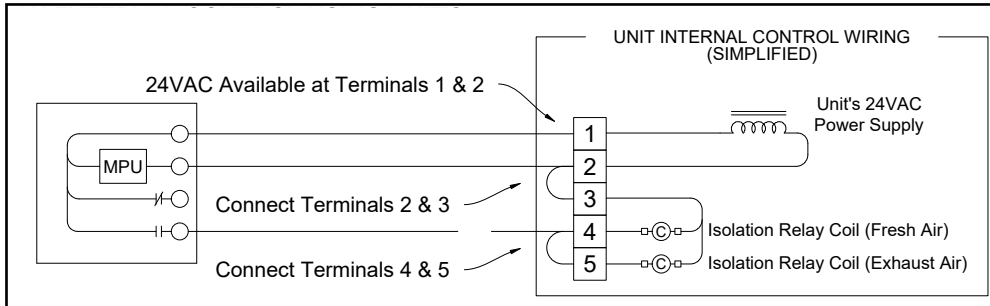 UNIT INTERNAL CONTROL WIRING
(SIMPLIFIED)
24VAC Available at Terminals 1 & 2
Unit's 24VAC
Power Supply
1
MPU
2
3
Connect Terminals 2 & 3
4
Isolation Relay Coil (Fresh Air)
C
5
Isolation Relay Coil (Exhaust Air)
C
Connect Terminals 4 & 5